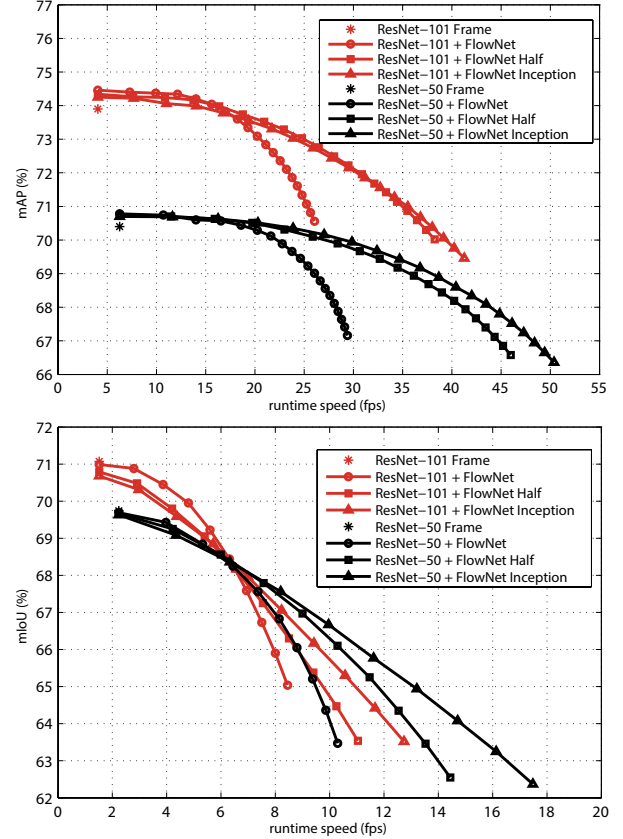 77
76
75
74
73
72
71
70
69
68
67
66
mAP (%)
ResNet−101 Frame
ResNet−101 + FlowNet
ResNet−101 + FlowNet Half
ResNet−101 + FlowNet Inception
ResNet−50 Frame
ResNet−50 + FlowNet
ResNet−50 + FlowNet Half
ResNet−50 + FlowNet Inception
0 5 10 15 20 25 30 35 40 45 50 55
runtime speed (fps)
72
71
70
69
68
67
66
65
64
63
62
mIoU (%)
ResNet−101 Frame
ResNet−101 + FlowNet
ResNet−101 + FlowNet Half
ResNet−101 + FlowNet Inception
ResNet−50 Frame
ResNet−50 + FlowNet
ResNet−50 + FlowNet Half
ResNet−50 + FlowNet Inception
0 2 4 6 8 10 12 14 16 18 20
runtime speed (fps)